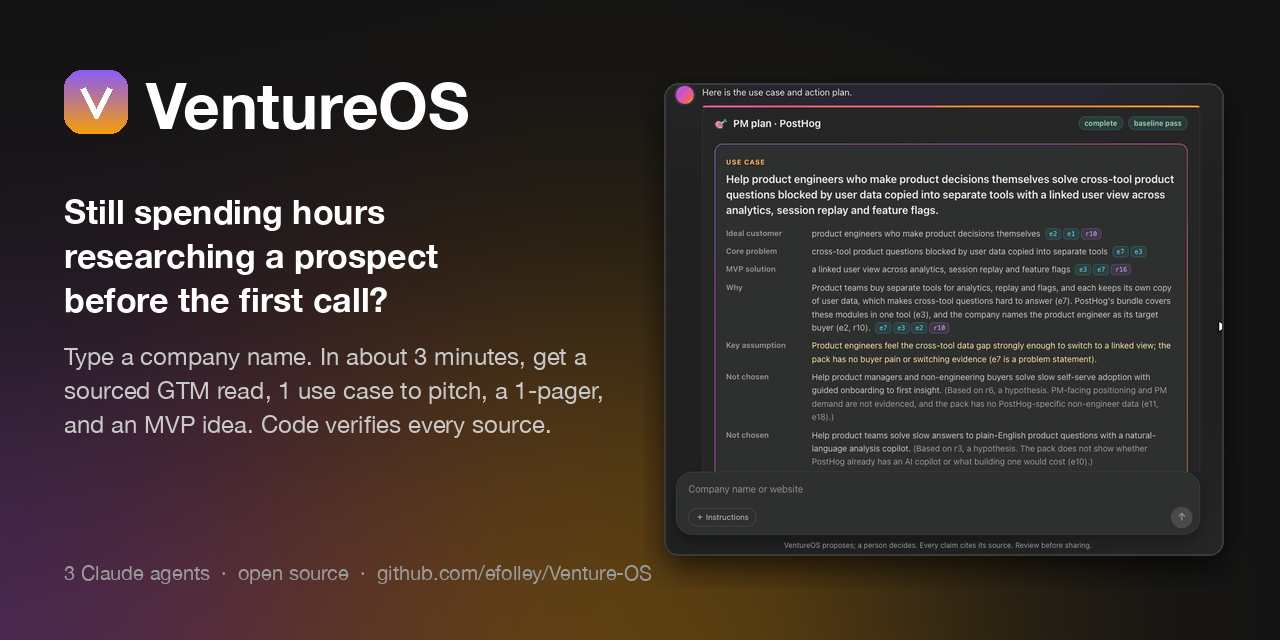 V VentureOS
Still spending hours
researching a prospect
before the first call?
Type a company name. In about 3 minutes, get a
sourced GTM read, 1 use case to pitch, a 1-pager,
and an MVP idea. Code verifies every source.
3 Claude agents · open source · github.com/efolley/Venture-OS
Here is the use case and action plan.
PM plan · PostHog complete baseline pass
USE CASE
Help product engineers who make product decisions themselves solve cross-tool product
questions blocked by user data copied into separate tools with a linked user view across
analytics, session replay and feature flags.
Ideal customer product engineers who make product decisions themselves e2 e1 r10
Core problem cross-tool product questions blocked by user data copied into separate tools e7 e3
MVP solution a linked user view across analytics, session replay and feature flags e3 e7 r16
Why Product teams buy separate tools for analytics, replay and flags, and each keeps its own copy
of user data, which makes cross-tool questions hard to answer (e7). PostHog's bundle covers
these modules in one tool (e3), and the company names the product engineer as its target
buyer (e2, r10). e7 e3 e2 r10
Key assumption Product engineers feel the cross-tool data gap strongly enough to switch to a linked view; the
pack has no buyer pain or switching evidence (e7 is a problem statement).
Not chosen Help product managers and non-engineering buyers solve slow self-serve adoption with
guided onboarding to first insight. (Based on r6, a hypothesis. PM-facing positioning and PM
demand are not evidenced, and the pack has no PostHog-specific non-engineer data (e11,
e18).)
Not chosen Help product teams solve slow answers to plain-English product questions with a natural-
language analysis copilot. (Based on r3, a hypothesis. The pack does not show whether
PostHog already has an AI copilot or what building one would cost (e10).)
Company name or website
+ Instructions
VentureOS proposes; a person decides. Every claim cites its source. Review before sharing.